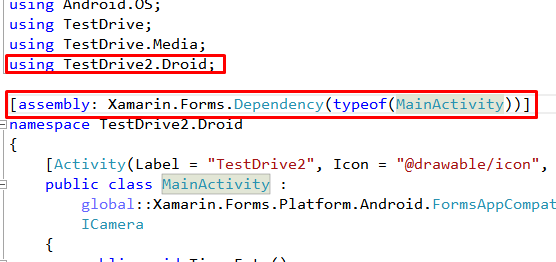 using Android.OS;
using TestDrive;
using TestDrive.Media;
using TestDrive2.Droid;
[assembly: Xamarin.Forms.Dependency(typeof(MainActivity))]
namespace TestDrive2.Droid
{
[Activity(Label = "TestDrive2", Icon = "@drawable/icon",
public class MainActivity :
global::Xamarin.Forms.Platform.Android.FormsAppCompat
ICamera
{